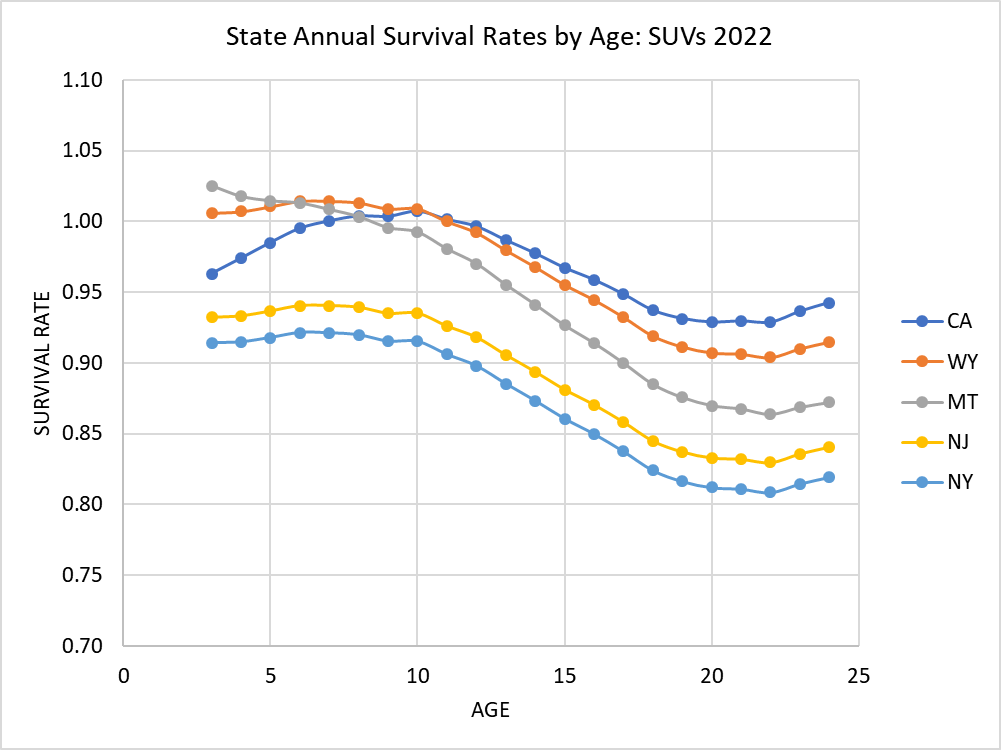 State Annual Survival Rates by Age: SUVs 2022
1.10
1.05
1.00
0.95
0.90
0.85
0.80
0.75
0.70
SURVIVAL RATE
0 5 10 15 20 25
AGE
CA
WY
MT
NJ
NY